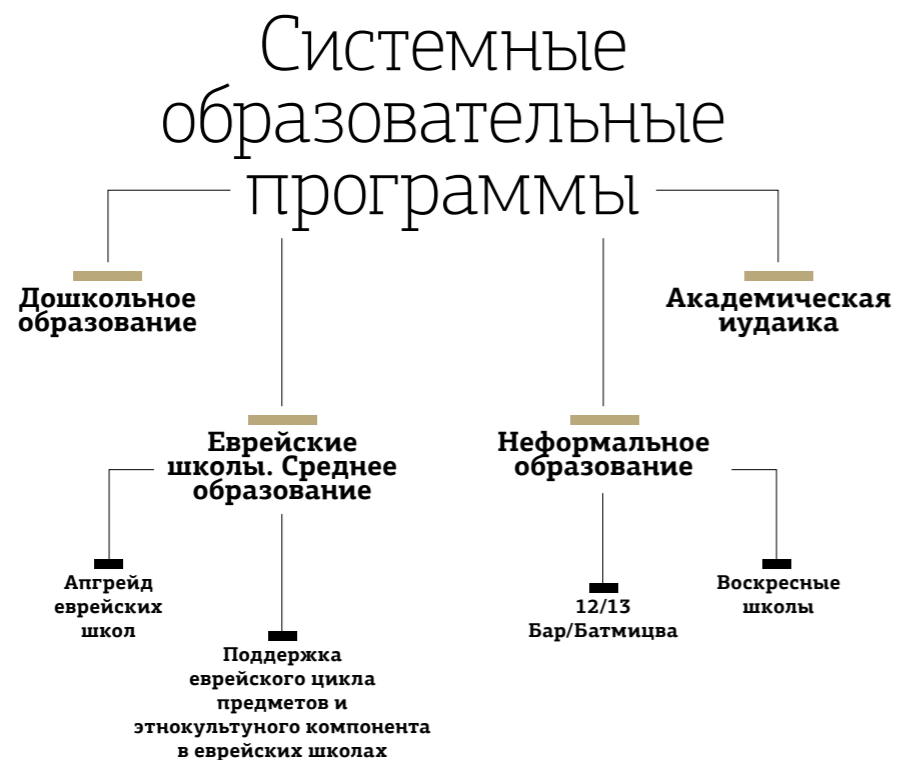 Системные
образовательные
программы
Дошкольное
образование
Академическая
иудаика
Еврейские
школы. Среднее
образование
Неформальное
образование
Апгрейд
еврейских
школ
Поддержка
еврейского цикла
предметов и
этнокультуного компонента
в еврейских школах
12/13
Бар/Батмицва
Воскресные
школы